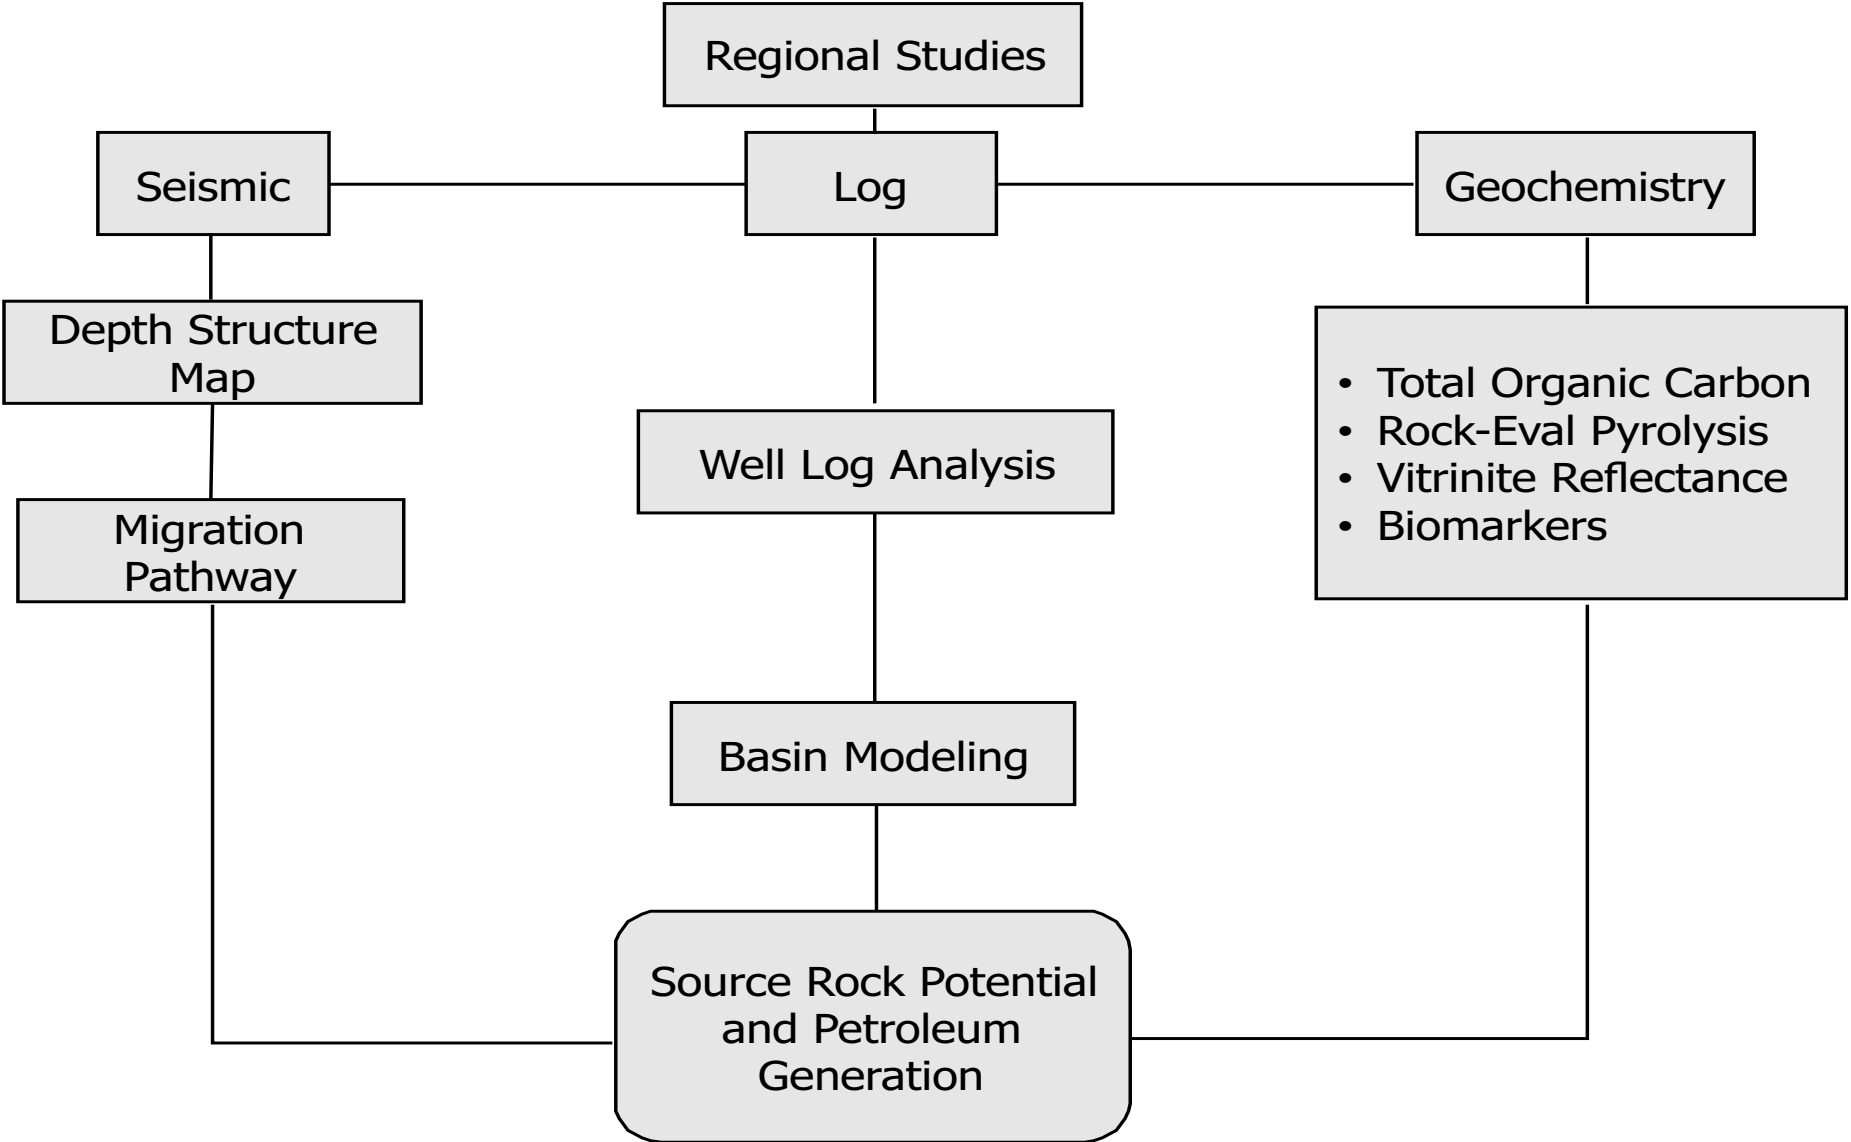 Regional Studies
Seismic
Log
Geochemistry
Depth Structure
Map
Migration
Pathway
Well Log Analysis
• Total Organic Carbon
• Rock-Eval Pyrolysis
• Vitrinite Reflectance
• Biomarkers
Basin Modeling
Source Rock Potential
and Petroleum
Generation